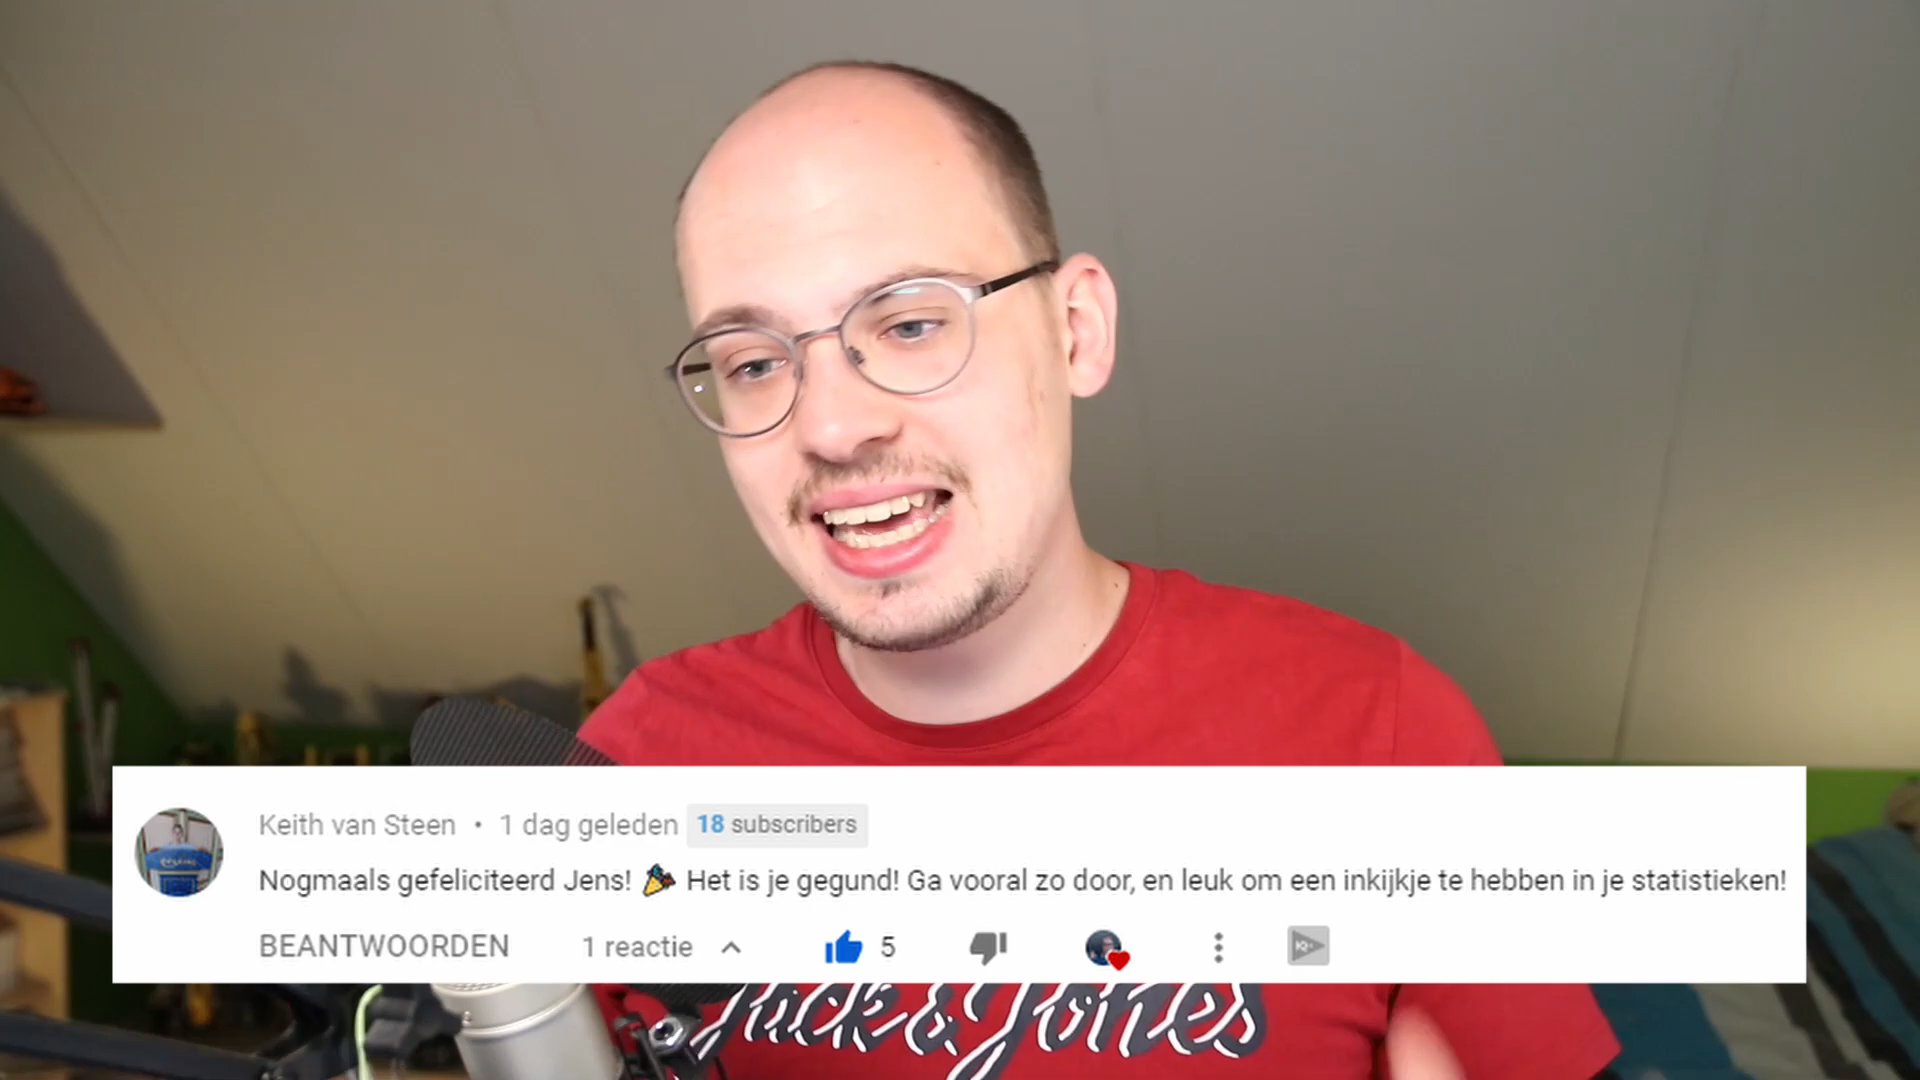 Keith van Steen • 1 dag geleden 18 subscribers
Nogmaals gefeliciteerd Jens! 🎉 Het is je gegund! Ga vooral zo door, en leuk om een inkijkje te hebben in je statistieken!
BEANTWOORDEN 1 reactie 5
Jack & Jones